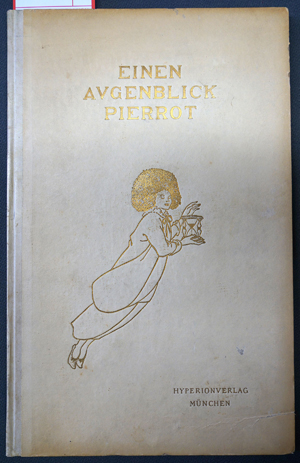 EINEN
AVGENBLICK
PIERROT
HYPERIONVERLAG
MÜNCHEN